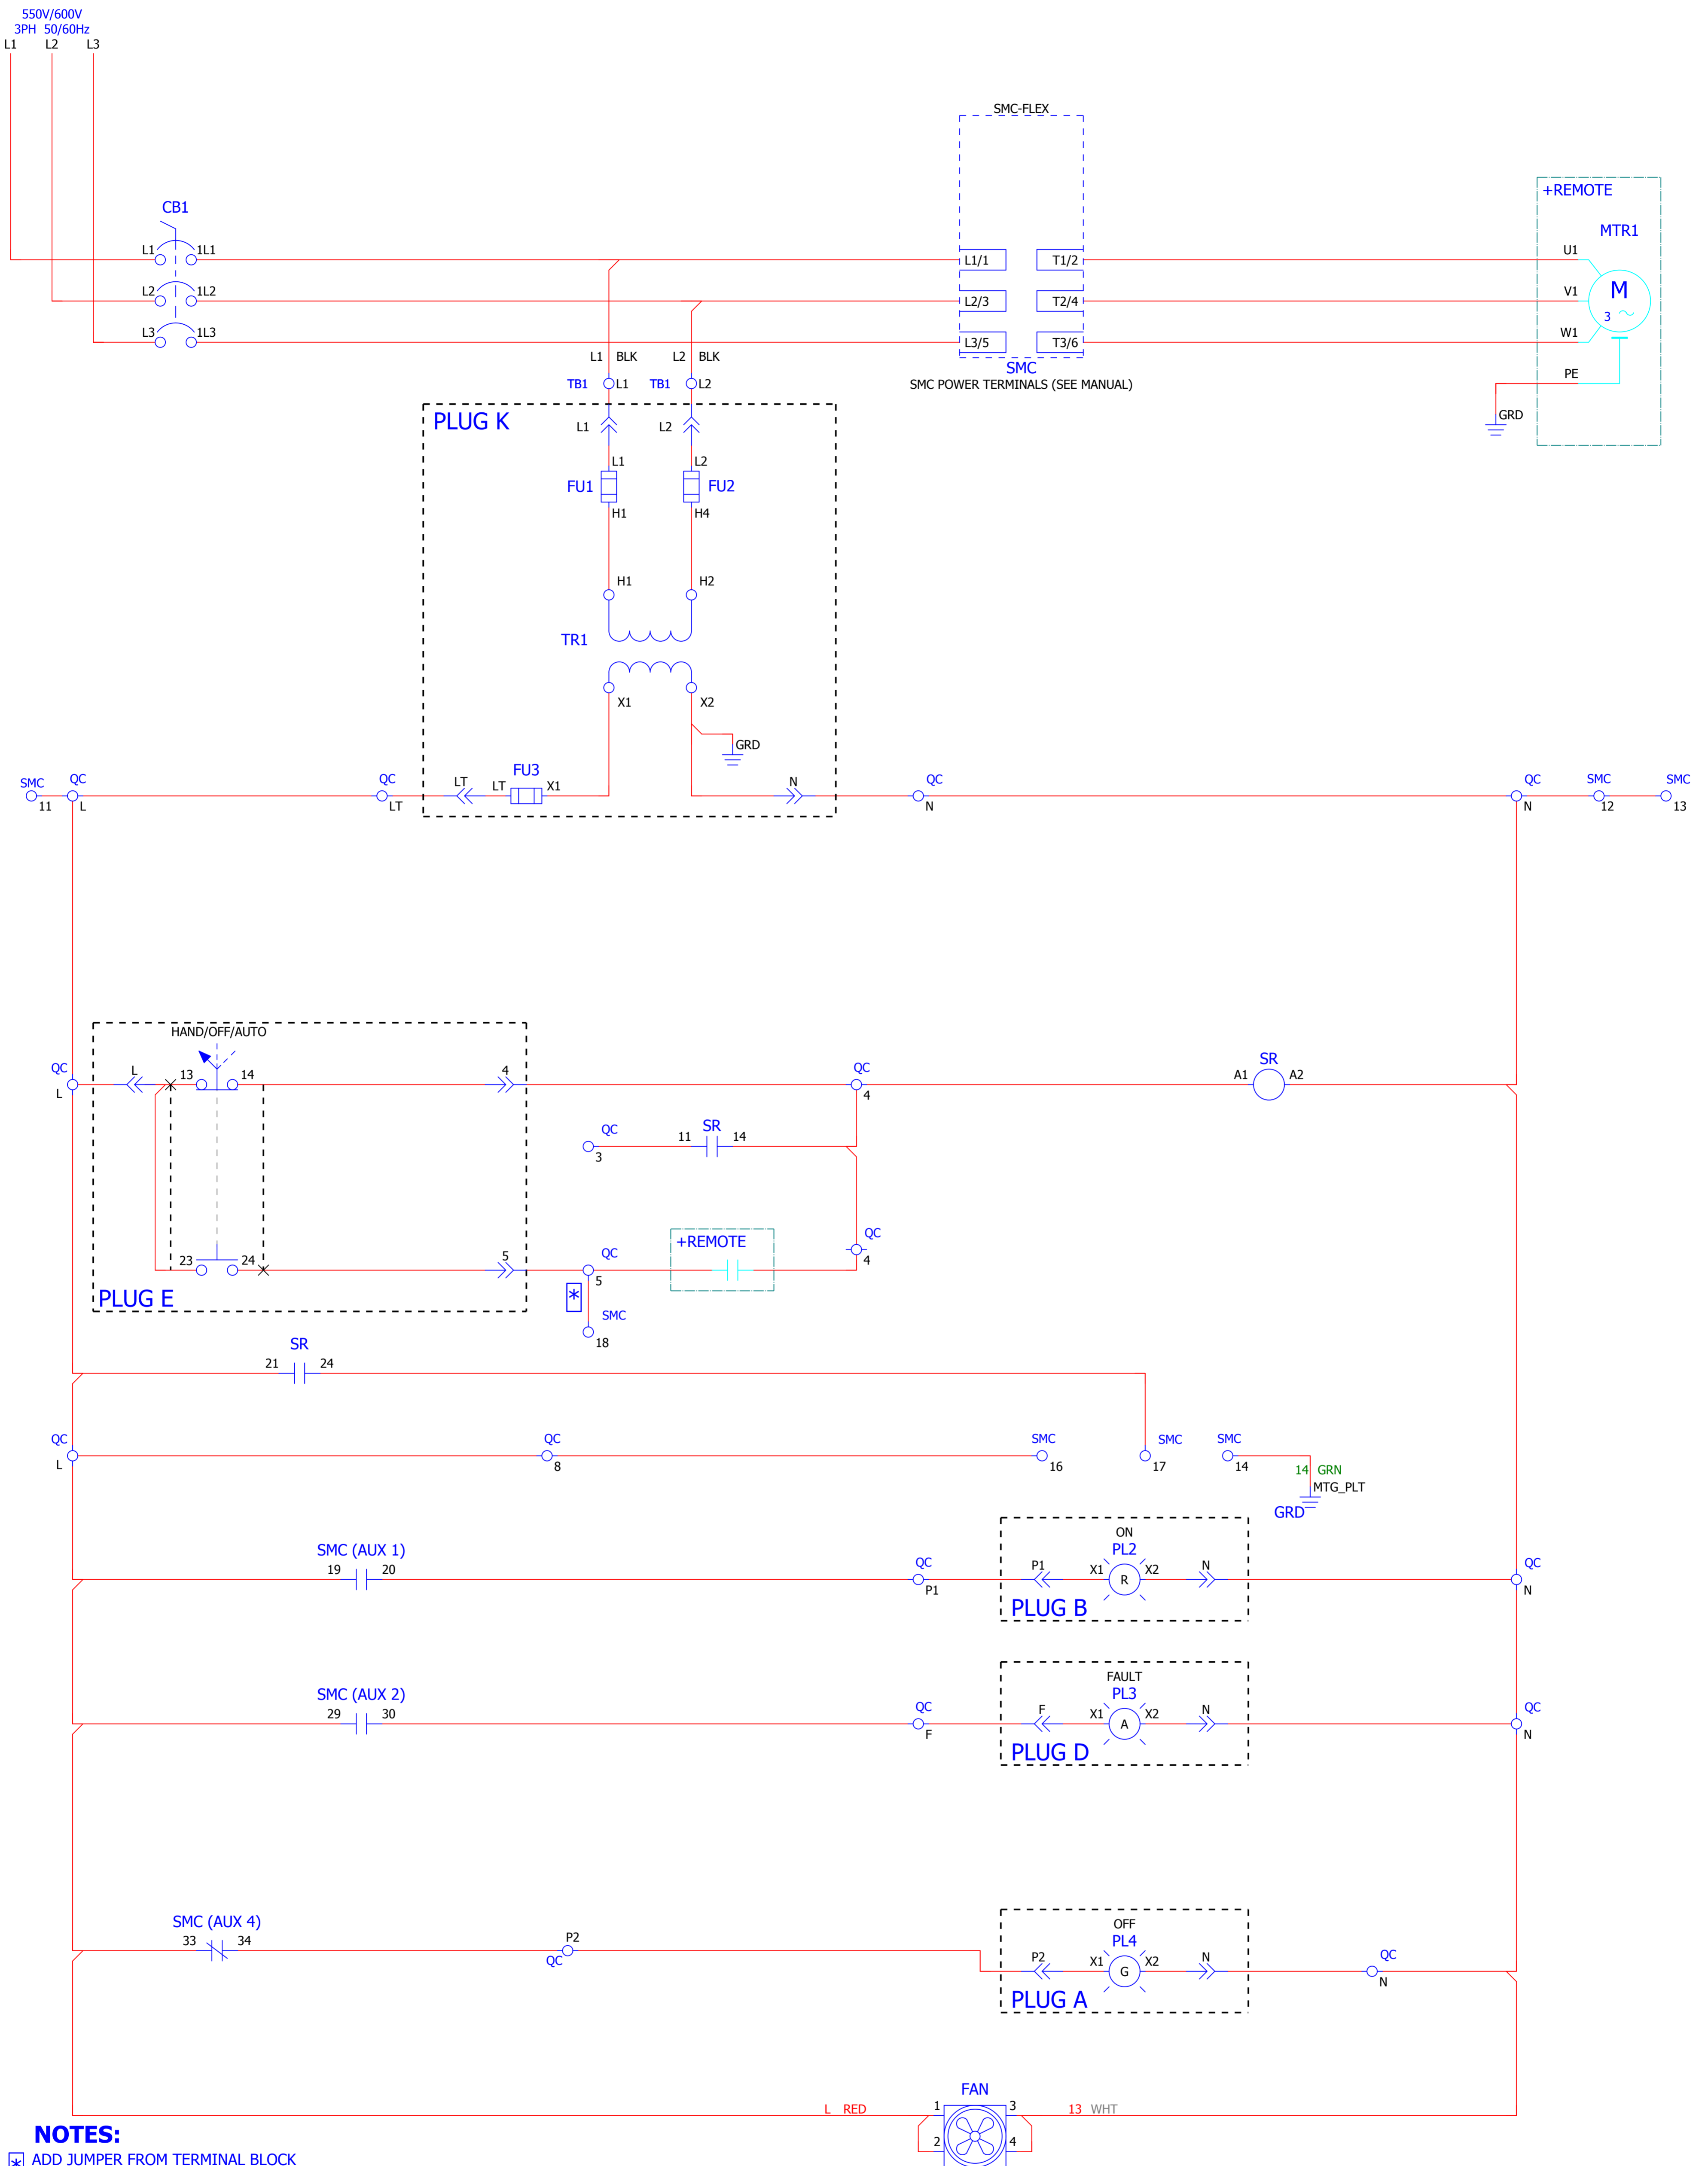 550V/600V
3PH 50/60Hz
L1 L2 L3
SMC-FLEX
+REMOTE
CB1
MTR1
L1 1L1
L1/1 T1/2
U1
L2 1L2
L2/3 T2/4
V1
M
3
L3 1L3
L3/5 T3/6
W1
SMC
SMC POWER TERMINALS (SEE MANUAL)
PE
GRD
L1 BLK L2 BLK
TB1 L1 TB1 L2
PLUG K
L1 L2
L1 L2
FU1 FU2
H1 H4
H1 H2
TR1
X1 X2
GRD
SMC QC QC LT LT FU3 X1 N QC QC SMC SMC
11 L LT N N 12 13
HAND/OFF/AUTO
QC L 13 14 4 QC SR
L 4 A1 A2
QC 11 SR 14
3
+REMOTE
QC
4
23 24 5 QC
5
PLUG E
*
SMC
18
SR
21 24
QC QC SMC SMC SMC
L 8 16 17 14
14 GRN
MTG_PLT
GRD
ON
SMC (AUX 1) PL2
19 20 QC P1 X1 R X2 N QC
P1 N
PLUG B
FAULT
SMC (AUX 2) PL3
29 30 QC F X1 A X2 N QC
F N
PLUG D
OFF
SMC (AUX 4) PL4
33 34 P2 P2 X1 G X2 N QC
QC N
PLUG A
FAN
L RED 1 3 13 WHT
2 4
NOTES:
* ADD JUMPER FROM TERMINAL BLOCK